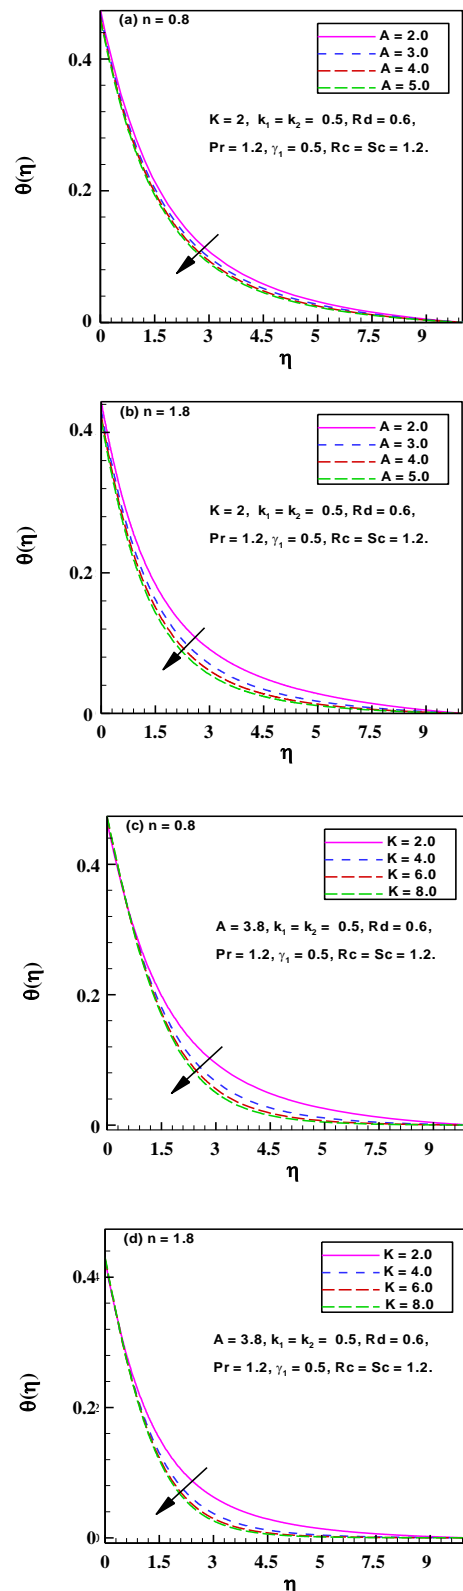 (a) n = 0.8
A = 2.0
A = 3.0
A = 4.0
A = 5.0
K = 2, k₁ = k₂ = 0.5, Rd = 0.6,
Pr = 1.2, γ₁ = 0.5, Rc = Sc = 1.2.
θ(η)
0.4
0.2
0
0 1.5 3 4.5 6 7.5 9
η
(b) n = 1.8
A = 2.0
A = 3.0
A = 4.0
A = 5.0
K = 2, k₁ = k₂ = 0.5, Rd = 0.6,
Pr = 1.2, γ₁ = 0.5, Rc = Sc = 1.2.
θ(η)
0.4
0.2
0
0 1.5 3 4.5 6 7.5 9
η
(c) n = 0.8
K = 2.0
K = 4.0
K = 6.0
K = 8.0
A = 3.8, k₁ = k₂ = 0.5, Rd = 0.6,
Pr = 1.2, γ₁ = 0.5, Rc = Sc = 1.2.
θ(η)
0.4
0.2
0
0 1.5 3 4.5 6 7.5 9
η
(d) n = 1.8
K = 2.0
K = 4.0
K = 6.0
K = 8.0
A = 3.8, k₁ = k₂ = 0.5, Rd = 0.6,
Pr = 1.2, γ₁ = 0.5, Rc = Sc = 1.2.
θ(η)
0.4
0.2
0
0 1.5 3 4.5 6 7.5 9
η